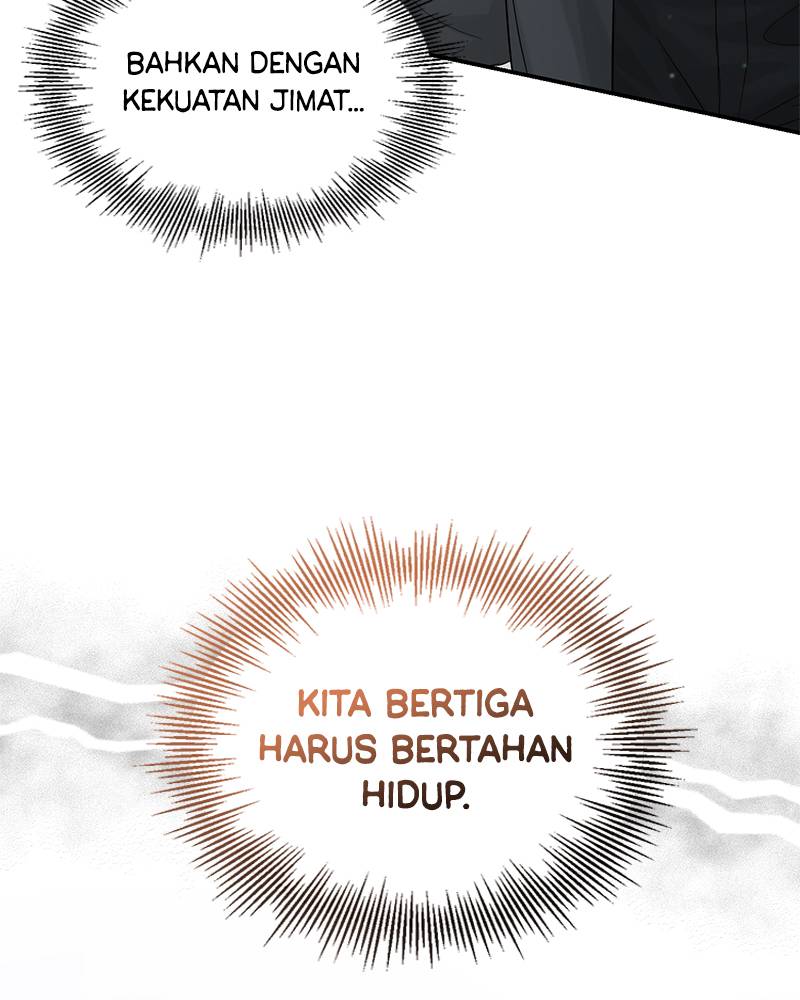 BAHKAN DENGAN
KEKUATAN JIMAT...
KITA BERTIGA
HARUS BERTAHAN
HIDUP.